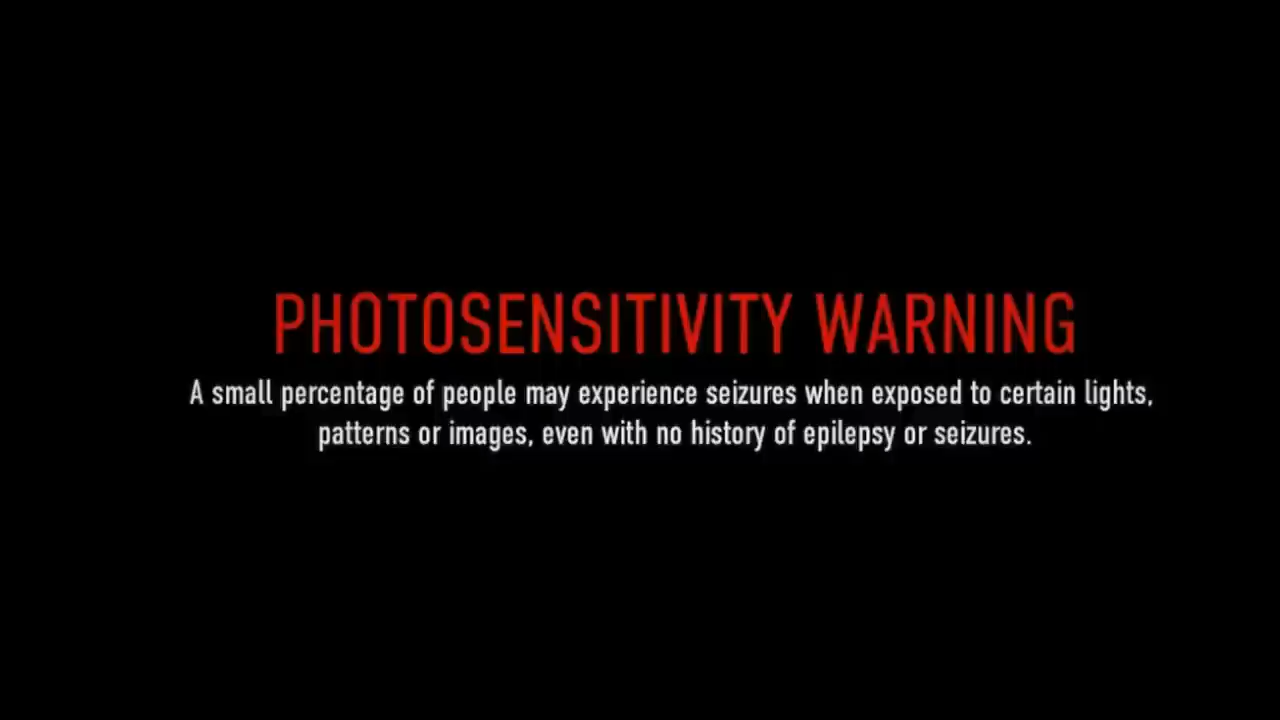 PHOTOSENSITIVITY WARNING
A small percentage of people may experience seizures when exposed to certain lights,
patterns or images, even with no history of epilepsy or seizures.